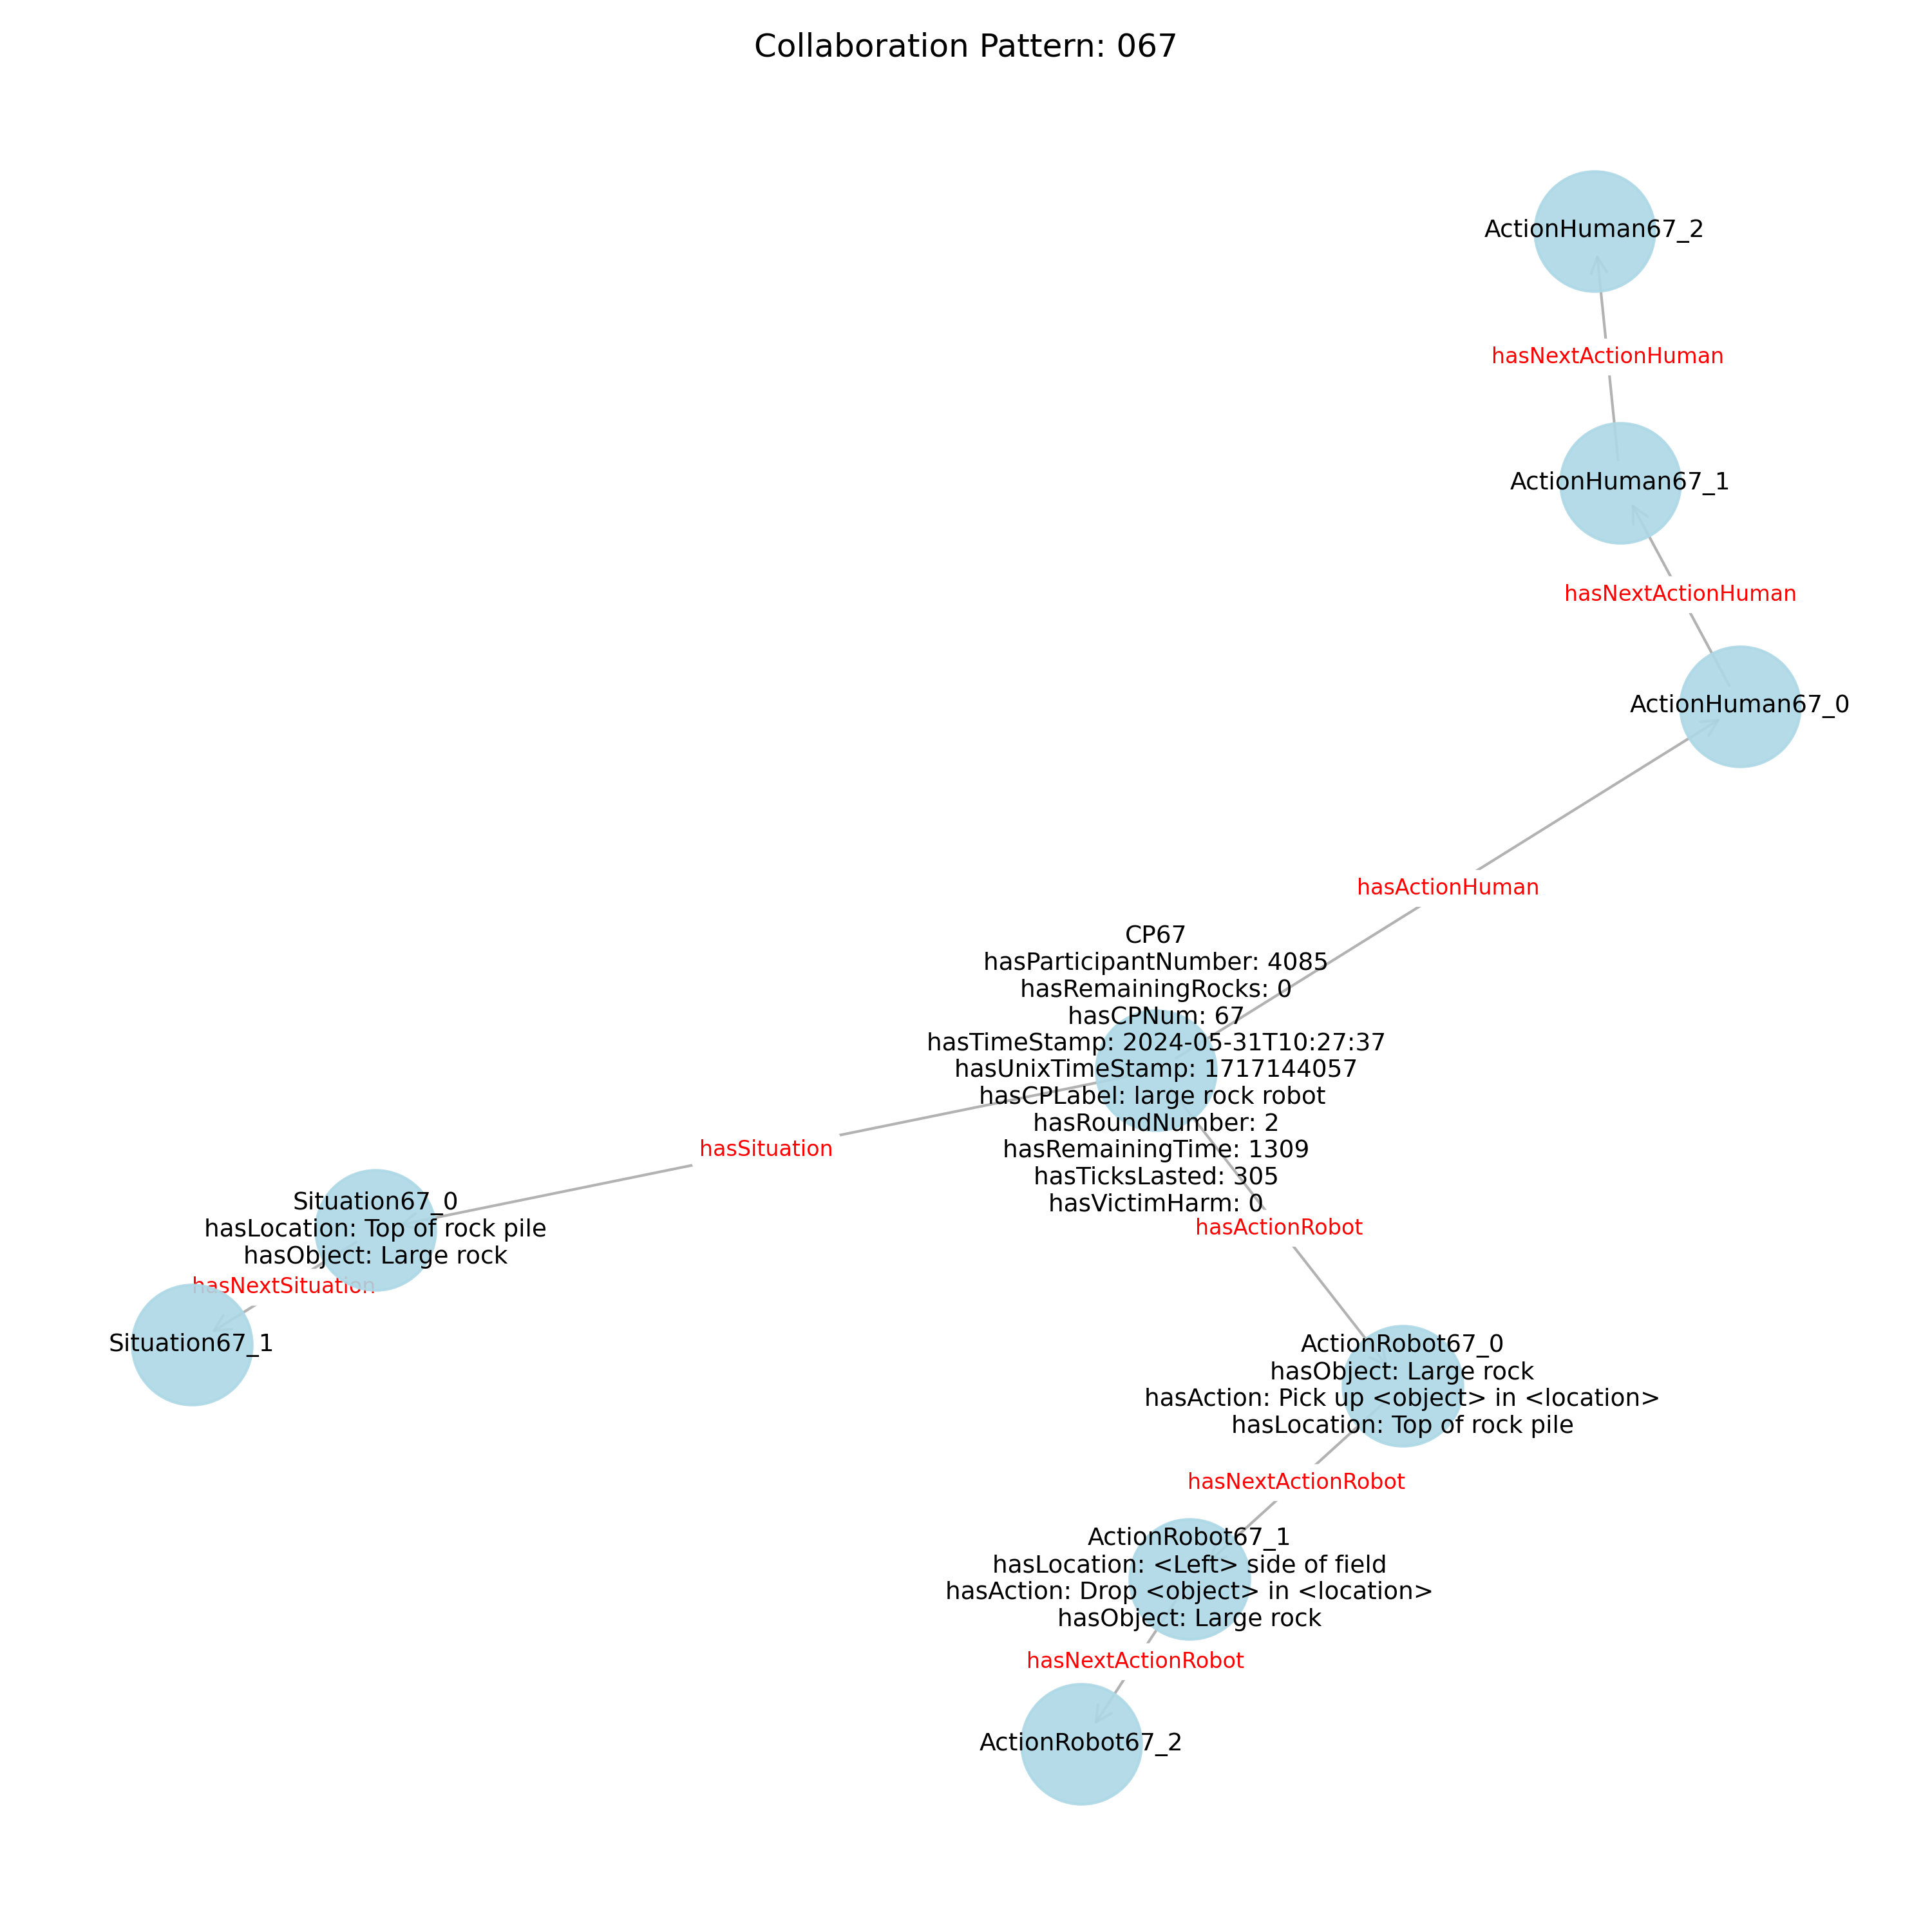 Collaboration Pattern: 067
ActionHuman67_2
hasNextActionHuman
ActionHuman67_1
hasNextActionHuman
ActionHuman67_0
hasActionHuman
CP67
hasParticipantNumber: 4085
hasRemainingRocks: 0
hasCPNum: 67
hasTimeStamp: 2024-05-31T10:27:37
hasUnixTimeStamp: 1717144057
hasCPLabel: large rock robot
hasRoundNumber: 2
hasRemainingTime: 1309
hasTicksLasted: 305
hasVictimHarm: 0
hasSituation
Situation67_0
hasLocation: Top of rock pile
hasObject: Large rock
hasNextSituation
Situation67_1
hasActionRobot
ActionRobot67_0
hasObject: Large rock
hasAction: Pick up <object> in <location>
hasLocation: Top of rock pile
hasNextActionRobot
ActionRobot67_1
hasLocation: <Left> side of field
hasAction: Drop <object> in <location>
hasObject: Large rock
hasNextActionRobot
ActionRobot67_2